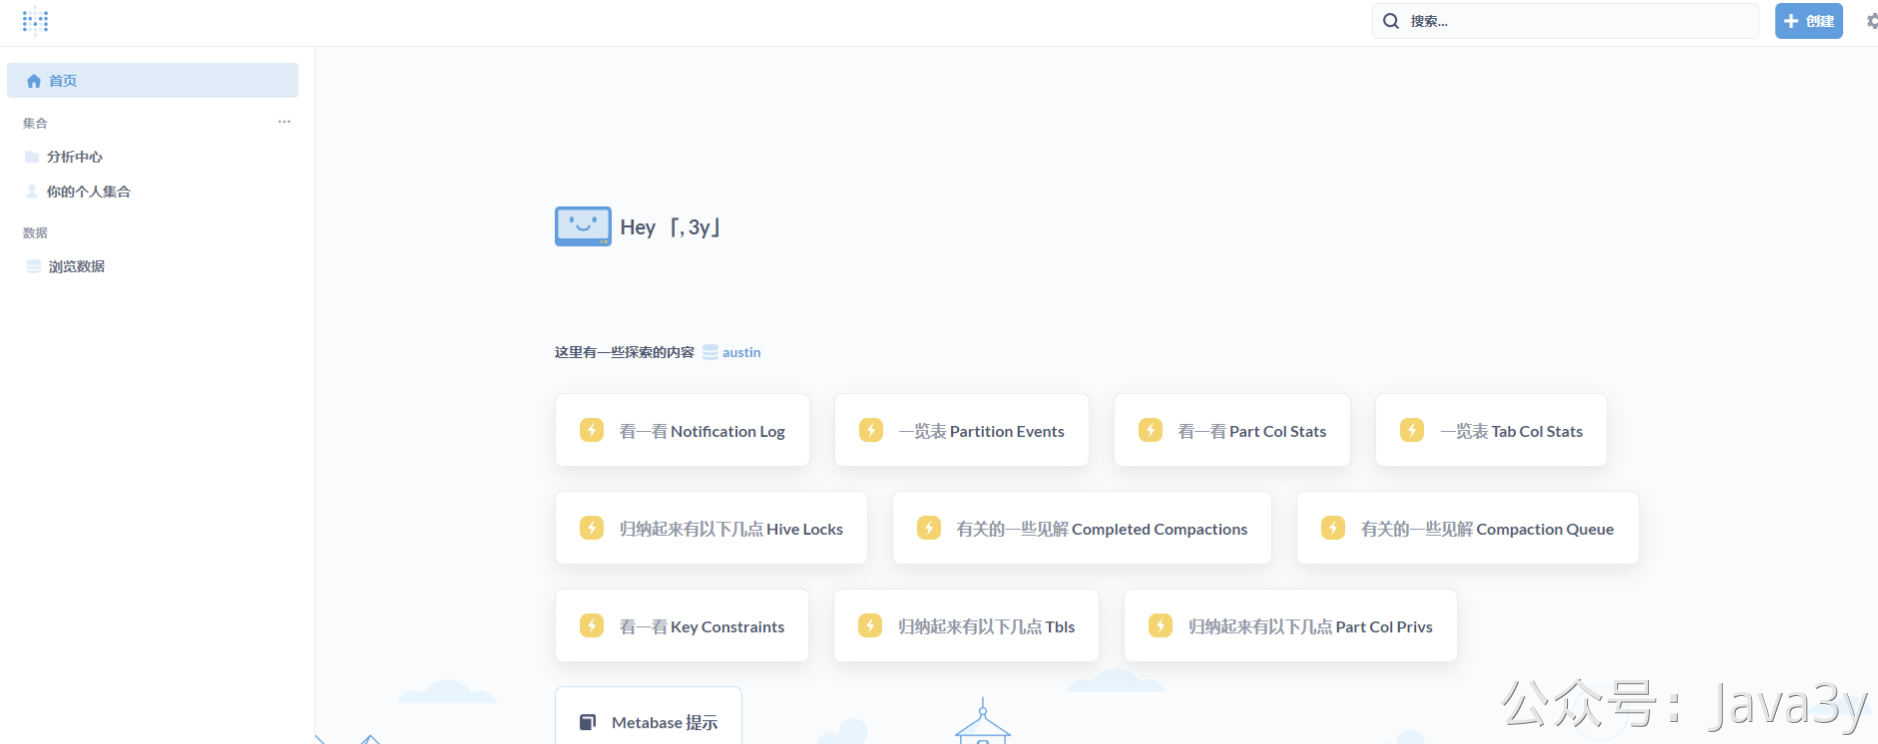 搜索...
创建
首页
集合
分析中心
你的个人集合
数据
浏览数据
Hey 「, 3y」
这里有一些探索的内容 austin
看一看 Notification Log
一览表 Partition Events
看一看 Part Col Stats
一览表 Tab Col Stats
归纳起来有以下几点 Hive Locks
有关的一些见解 Completed Compactions
有关的一些见解 Compaction Queue
看一看 Key Constraints
归纳起来有以下几点 Tbls
归纳起来有以下几点 Part Col Privs
Metabase 提示
公众号：Java3y